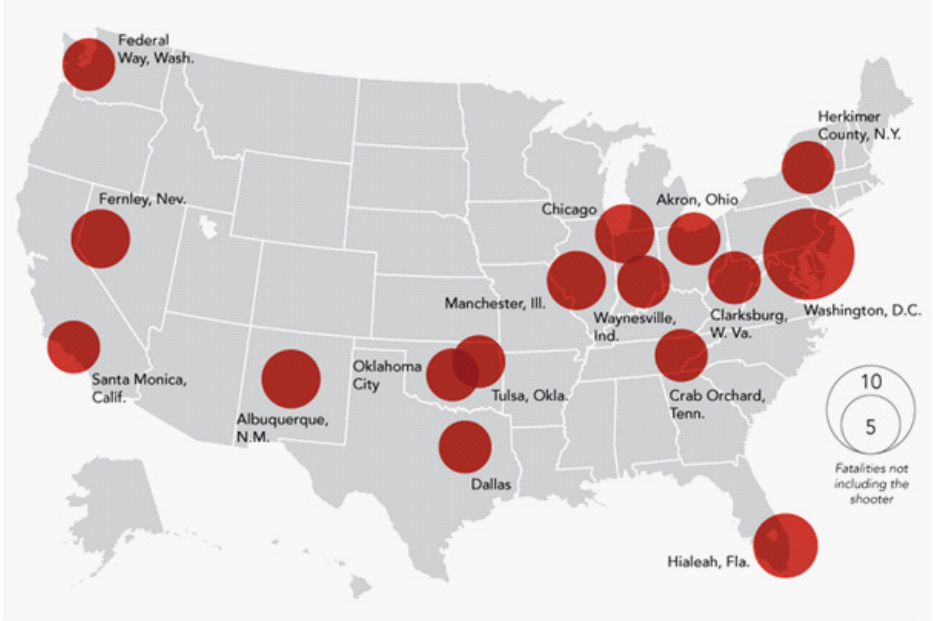 Federal
Way, Wash.
Herkimer
County, N.Y.
Fernley, Nev.
Akron, Ohio
Chicago
Manchester, Ill.
Waynesville,
Ind.
Clarksburg,
W. Va.
Washington, D.C.
Santa Monica,
Calif.
Oklahoma
City
Tulsa, Okla.
Crab Orchard,
Tenn.
Albuquerque,
N.M.
Dallas
Hialeah, Fla.
10
5
Fatalities not
including the
shooter